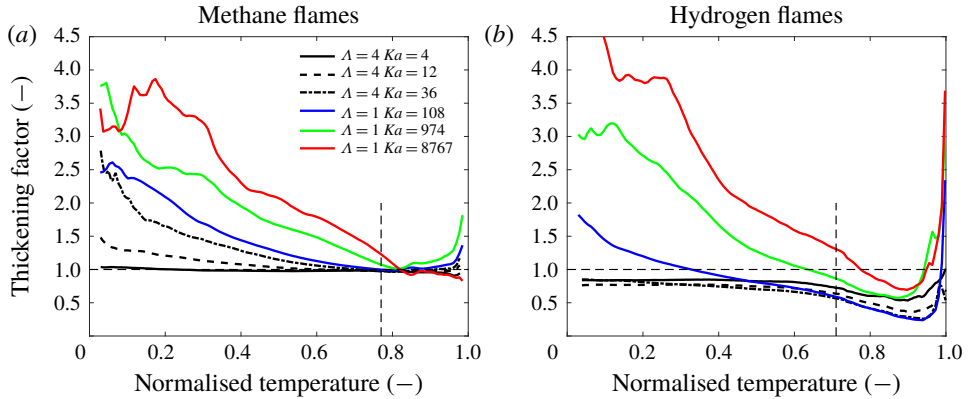 Methane flames
Hydrogen flames
(a)
(b)
Thickening factor (−)
4.5
4.0
3.5
3.0
2.5
2.0
1.5
1.0
0.5
0 0.2 0.4 0.6 0.8 1.0
Normalised temperature (−)
Λ = 4 Ka = 4
Λ = 4 Ka = 12
Λ = 4 Ka = 36
Λ = 1 Ka = 108
Λ = 1 Ka = 974
Λ = 1 Ka = 8767
4.5
4.0
3.5
3.0
2.5
2.0
1.5
1.0
0.5
0 0.2 0.4 0.6 0.8 1.0
Normalised temperature (−)